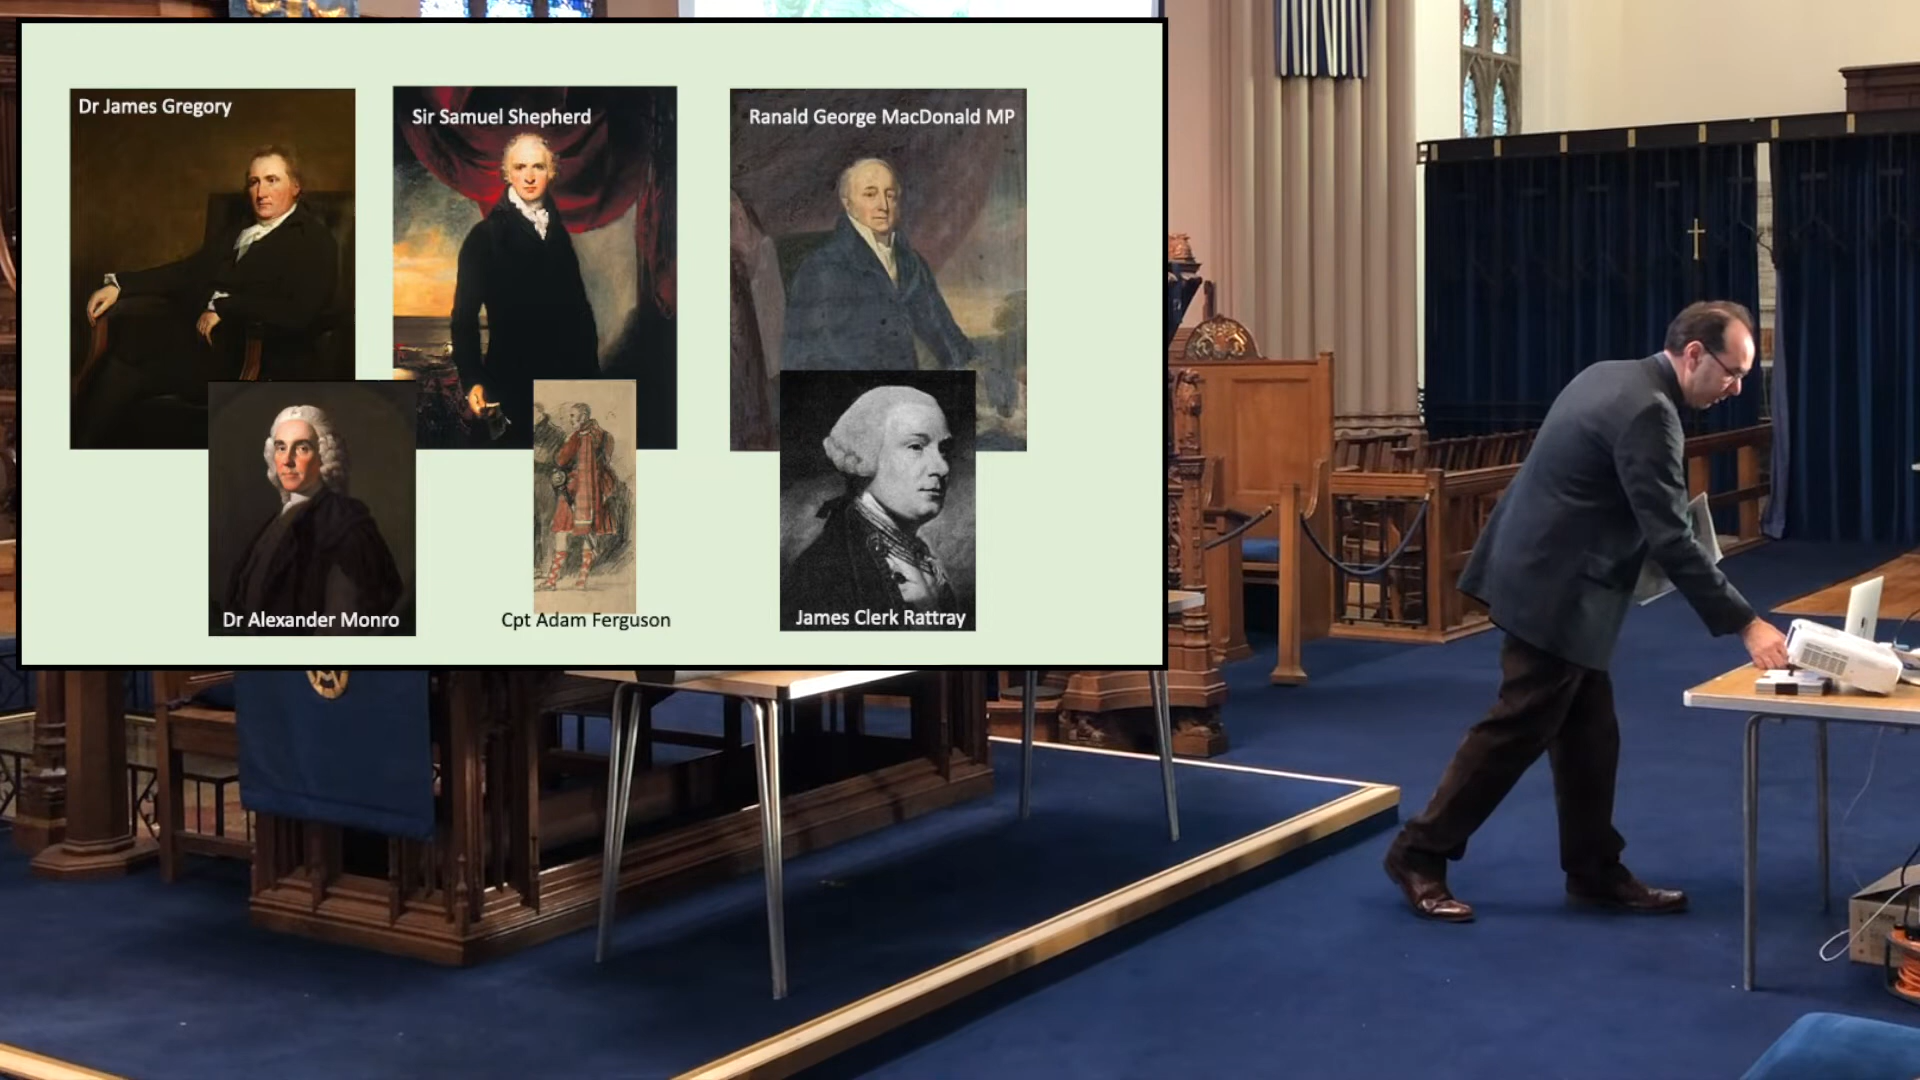 Dr James Gregory
Sir Samuel Shepherd
Ranald George MacDonald MP
Dr Alexander Monro
Cpt Adam Ferguson
James Clerk Rattray